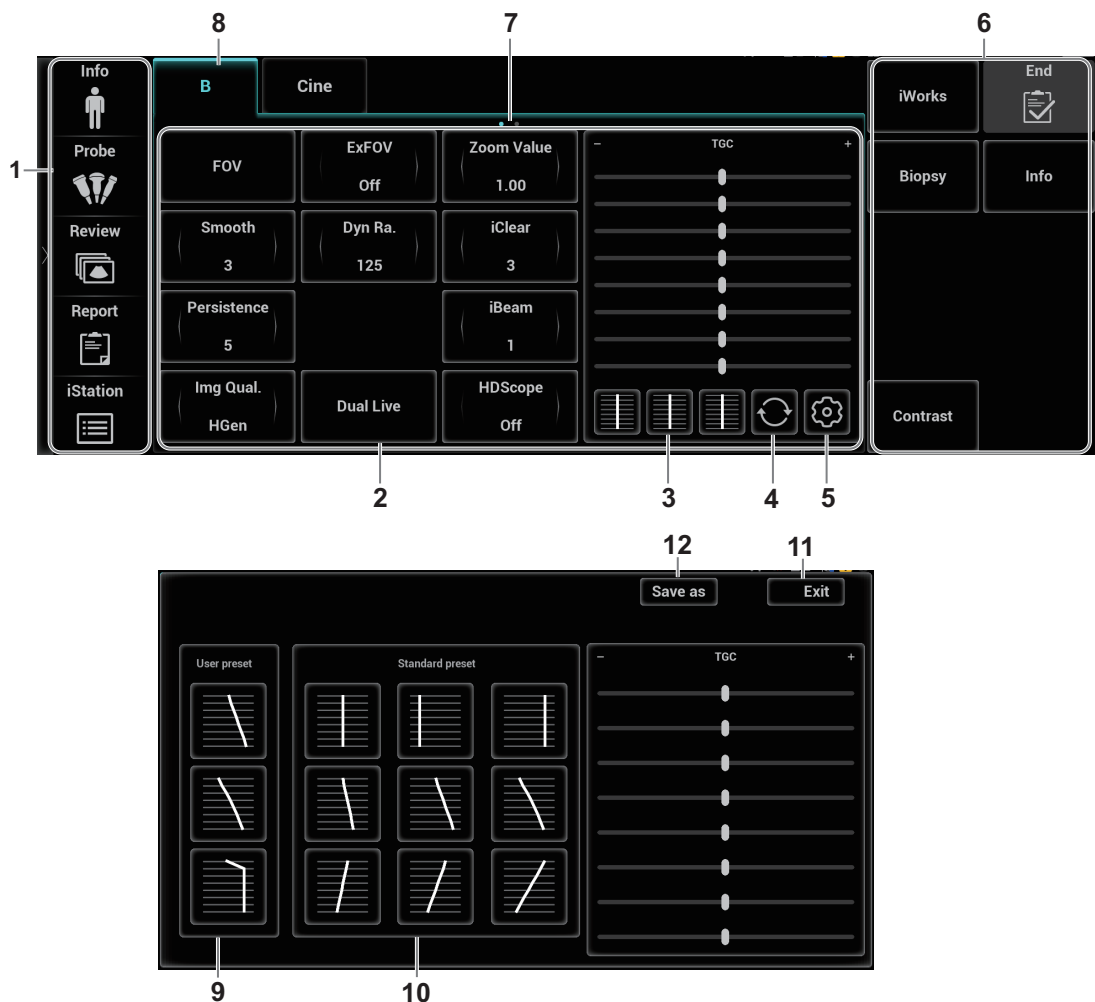 8
7
6
Info
B
Cine
iWorks
End
FOV
ExFOV
Off
Zoom Value
1.00
- TGC +
Probe
1
Biopsy
Info
Review
Smooth
3
Dyn Ra.
125
iClear
3
Report
Persistence
5
iBeam
1
iStation
Img Qual.
HGen
Dual Live
HDScope
Off
Contrast
2
3
4
5
12
11
Save as
Exit
User preset
Standard preset
- TGC +
9
10